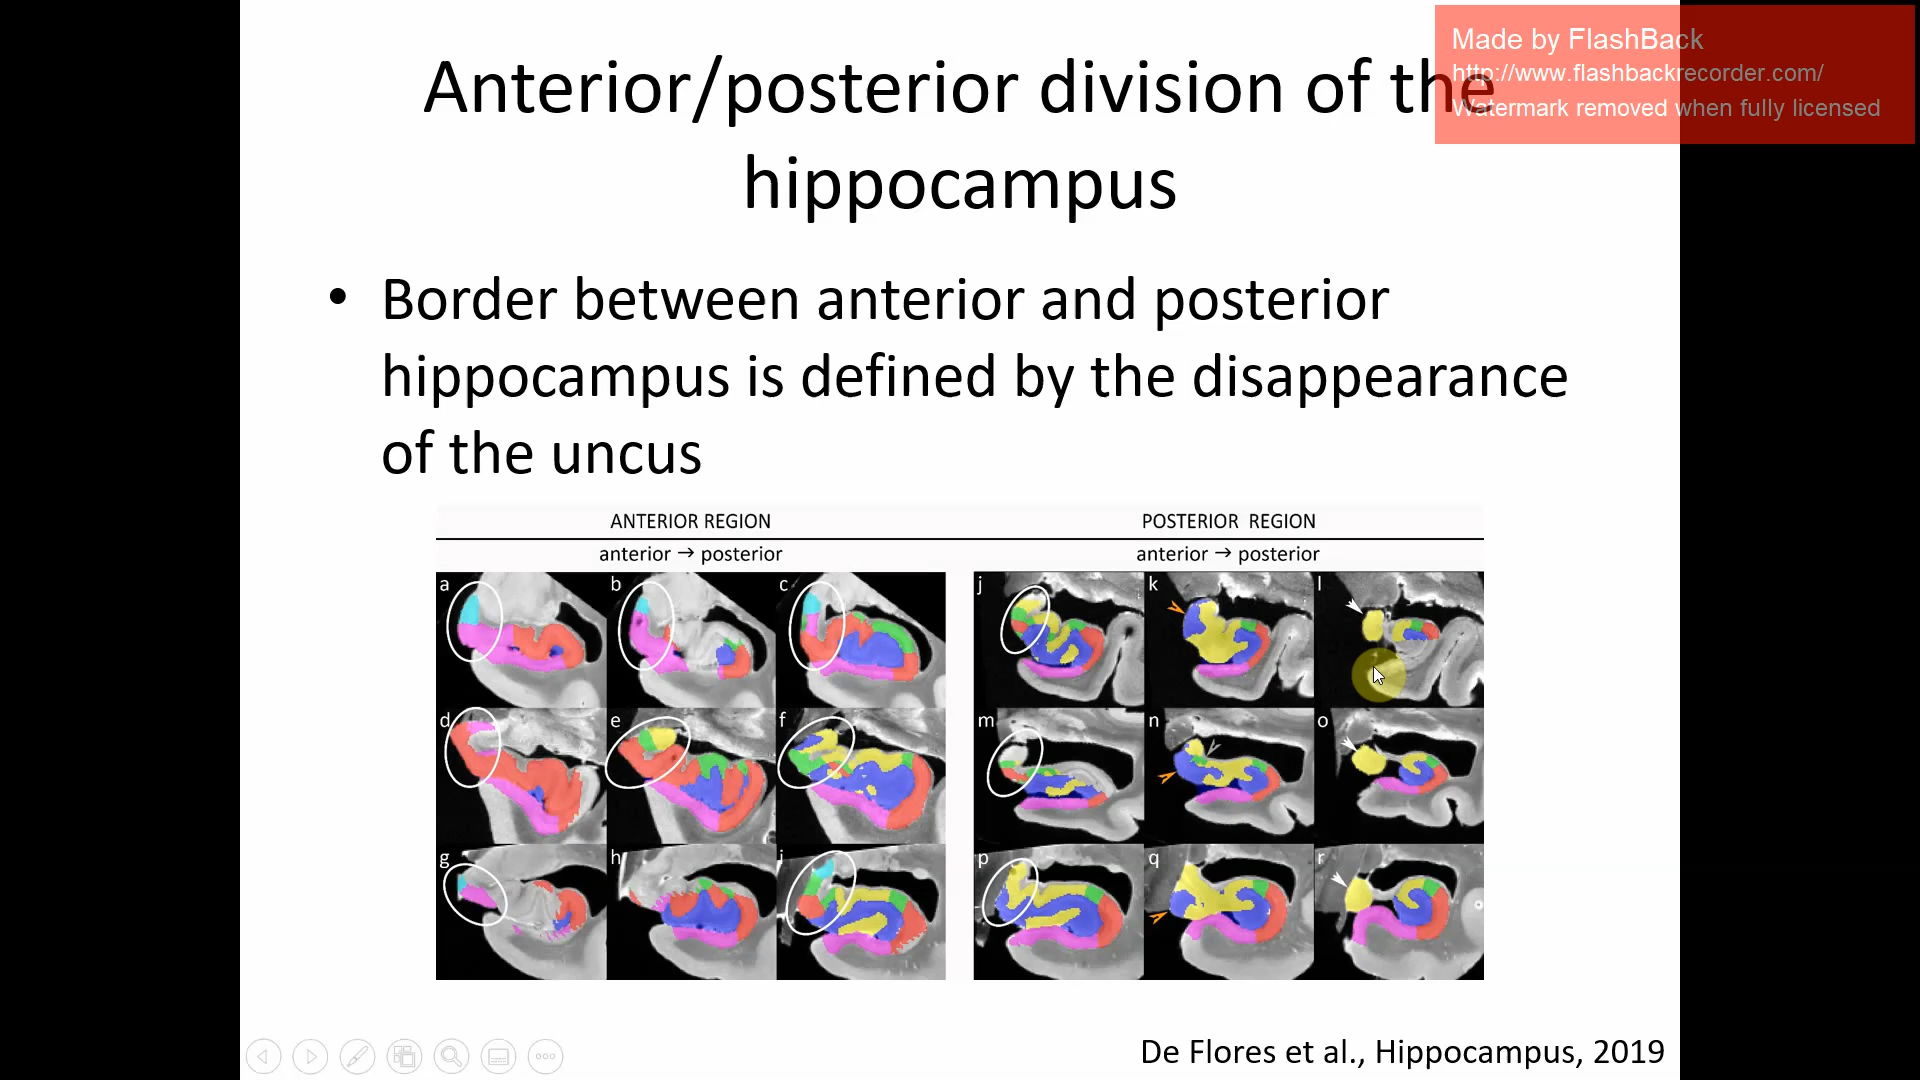 Made by FlashBack
http://www.flashbackrecorder.com/
Watermark removed when fully licensed
Anterior/posterior division of the
hippocampus
• Border between anterior and posterior
hippocampus is defined by the disappearance
of the uncus
ANTERIOR REGION
POSTERIOR REGION
anterior → posterior
anterior → posterior
a b c j k l
d e f m n o
g h i p q r
De Flores et al., Hippocampus, 2019